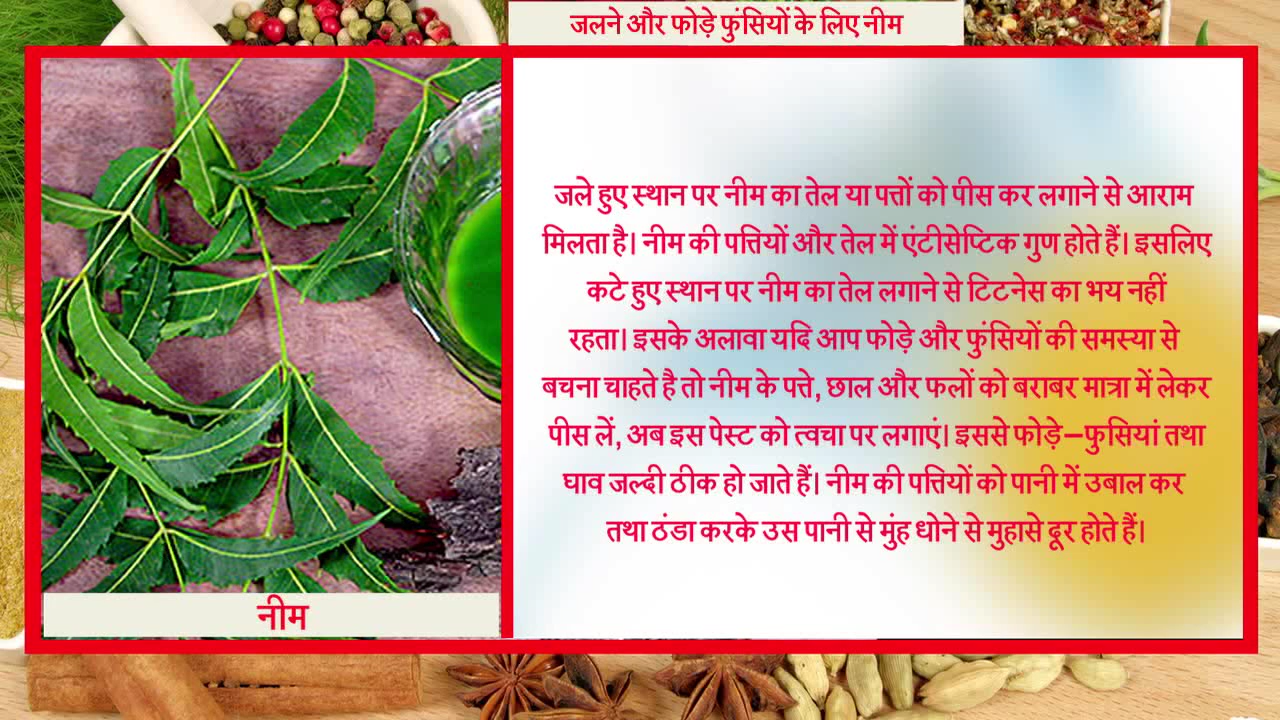 जलने और फोड़े फुंसियों के लिए नीम
जले हुए स्थान पर नीम का तेल या पत्तों को पीस कर लगाने से आराम
मिलता है। नीम की पत्तियों और तेल में एंटीसेप्टिक गुण होते हैं। इसलिए
कटे हुए स्थान पर नीम का तेल लगाने से टिटनेस का भय नहीं
रहता। इसके अलावा यदि आप फोड़े और फुंसियों की समस्या से
बचना चाहते है तो नीम के पत्ते, छाल और फलों को बराबर मात्रा में लेकर
पीस लें, अब इस पेस्ट को त्वचा पर लगाएं। इससे फोड़े–फुसियां तथा
घाव जल्दी ठीक हो जाते हैं। नीम की पत्तियों को पानी में उबाल कर
तथा ठंडा करके उस पानी से मुंह धोने से मुहासे दूर होते हैं।
नीम